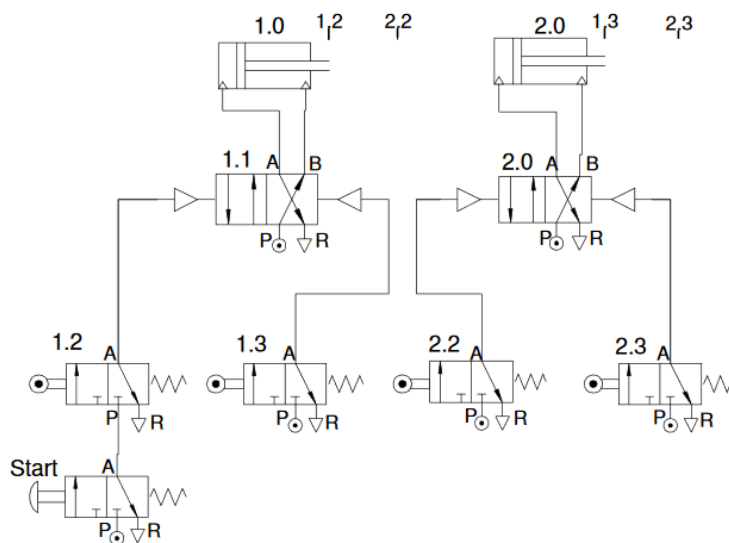 1.0 1,2 2,2 2.0 1,3 2,3
1.1 A B 2.0 A B
P R P R
1.2 A 1.3 A 2.2 A 2.3 A
P R P R P R P R
Start A
P R